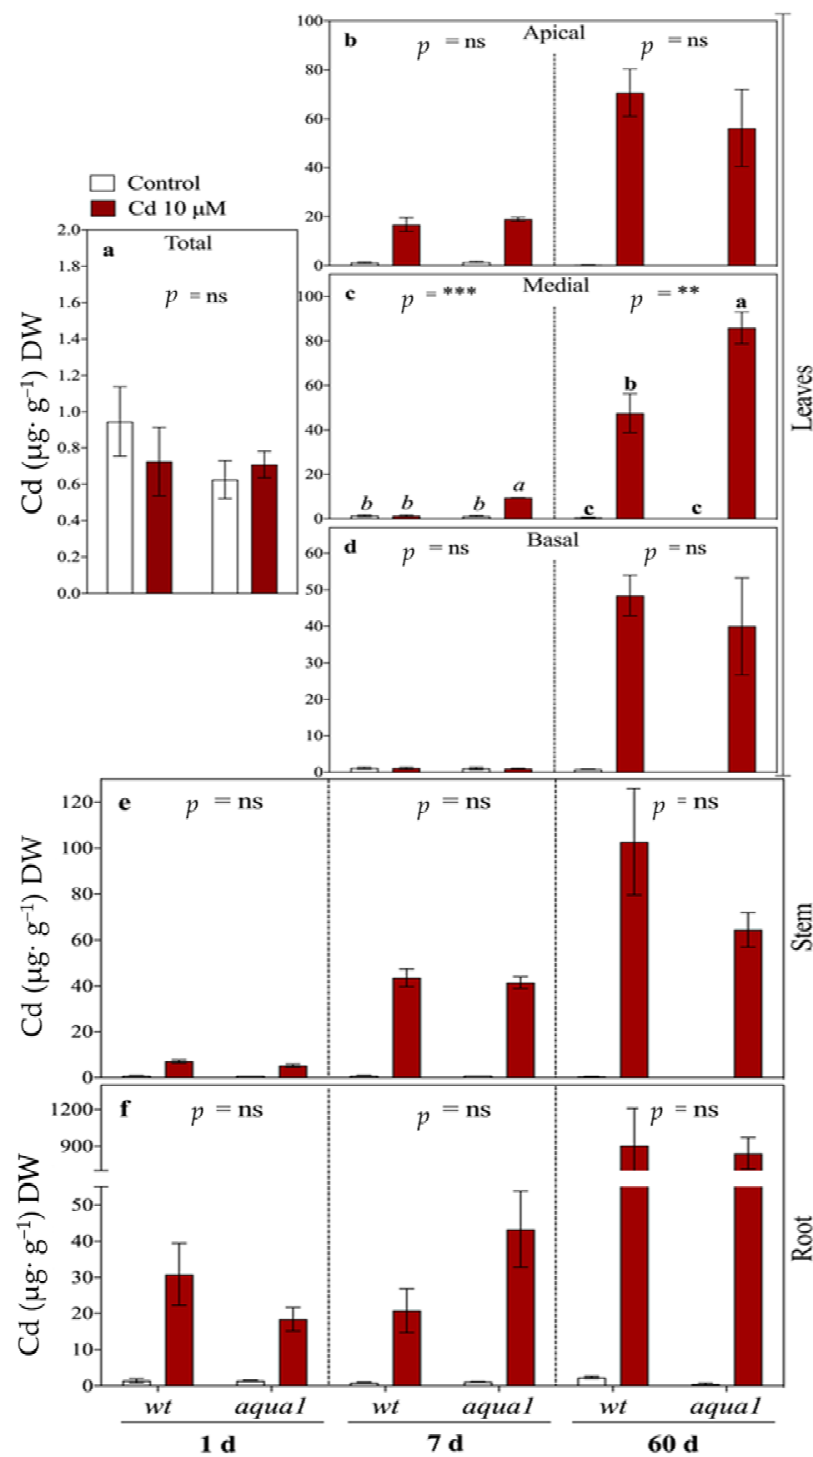 b p = ns Apical p = ns
100
80
60
40
20
0
Control
Cd 10 µM
a Total
p = ns
2.0
1.8
1.6
1.4
1.2
1.0
0.8
0.6
0.4
0.2
0.0
Cd (µg· g⁻¹) DW
c p = *** Medial p = **
100
80
60
40
20
0
b b b a c b c a
Leaves
d p = ns Basal p = ns
60
50
40
30
20
10
0
e p = ns p = ns p = ns
120
100
80
60
40
20
0
Cd (µg· g⁻¹) DW
Stem
f p = ns p = ns p = ns
1200
900
50
40
30
20
10
0
Cd (µg· g⁻¹) DW
Root
wt aqua1 wt aqua1 wt aqua1
1 d 7 d 60 d